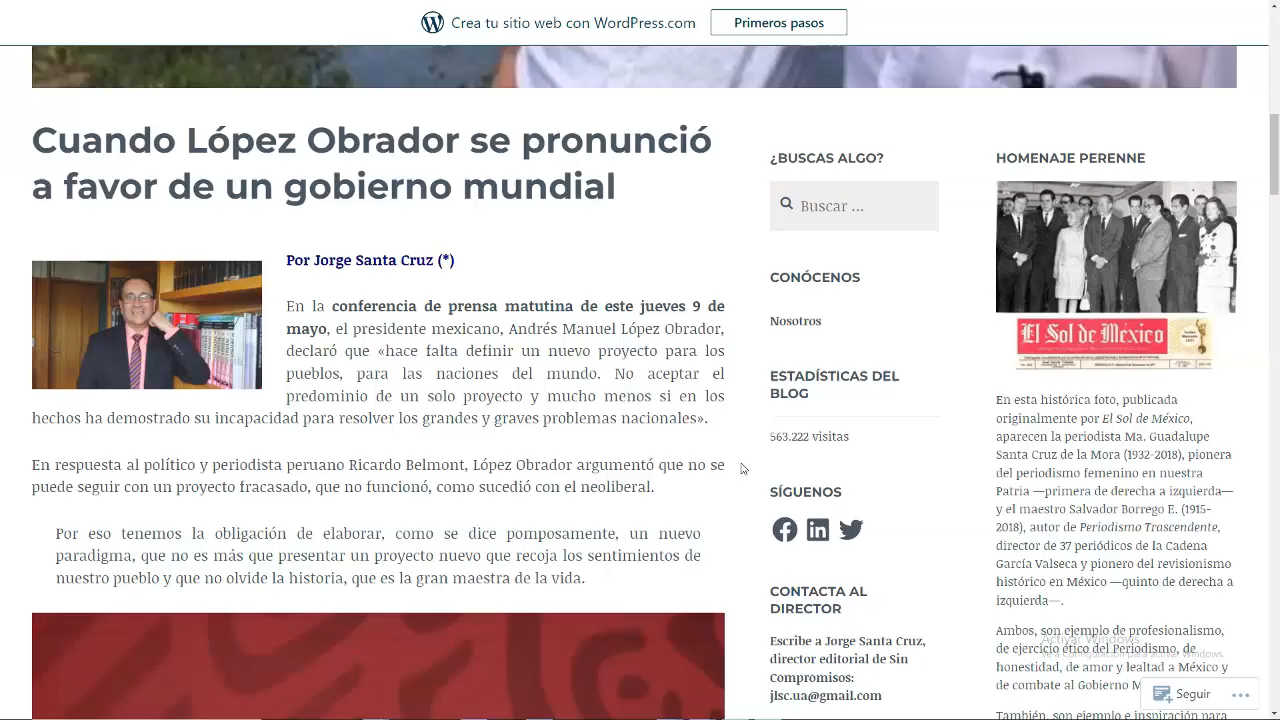 Crea tu sitio web con WordPress.com
Primeros pasos
Cuando López Obrador se pronunció
a favor de un gobierno mundial
Por Jorge Santa Cruz (*)
En la conferencia de prensa matutina de este jueves 9 de
mayo, el presidente mexicano, Andrés Manuel López Obrador,
declaró que «hace falta definir un nuevo proyecto para los
pueblos, para las naciones del mundo. No aceptar el
predominio de un solo proyecto y mucho menos si en los
hechos ha demostrado su incapacidad para resolver los grandes y graves problemas nacionales».
En respuesta al político y periodista peruano Ricardo Belmont, López Obrador argumentó que no se
puede seguir con un proyecto fracasado, que no funcionó, como sucedió con el neoliberal.
Por eso tenemos la obligación de elaborar, como se dice pomposamente, un nuevo
paradigma, que no es más que presentar un proyecto nuevo que recoja los sentimientos de
nuestro pueblo y que no olvide la historia, que es la gran maestra de la vida.
¿BUSCAS ALGO?
Buscar ...
CONÓCENOS
Nosotros
ESTADÍSTICAS DEL
BLOG
563.222 visitas
SÍGUENOS
CONTACTA AL
DIRECTOR
Escribe a Jorge Santa Cruz,
director editorial de Sin
Compromisos:
jlsc.ua@gmail.com
HOMENAJE PERENNE
El Sol de México
En esta histórica foto, publicada
originalmente por El Sol de México,
aparecen la periodista Ma. Guadalupe
Santa Cruz de la Mora (1932-2018), pionera
del periodismo femenino en nuestra
Patria —primera de derecha a izquierda—
y el maestro Salvador Borrego E. (1915-
2018), autor de Periodismo Trascendente,
director de 37 periódicos de la Cadena
García Valseca y pionero del revisionismo
histórico en México —quinto de derecha a
izquierda—.
Ambos, son ejemplo de profesionalismo,
de ejercicio ético del Periodismo, de
honestidad, de amor y lealtad a México y
de combate al Gobierno M
También, son ejemplo e inspiración para
Activar Windows
Ve a Configuración para activar Windows.
Seguir